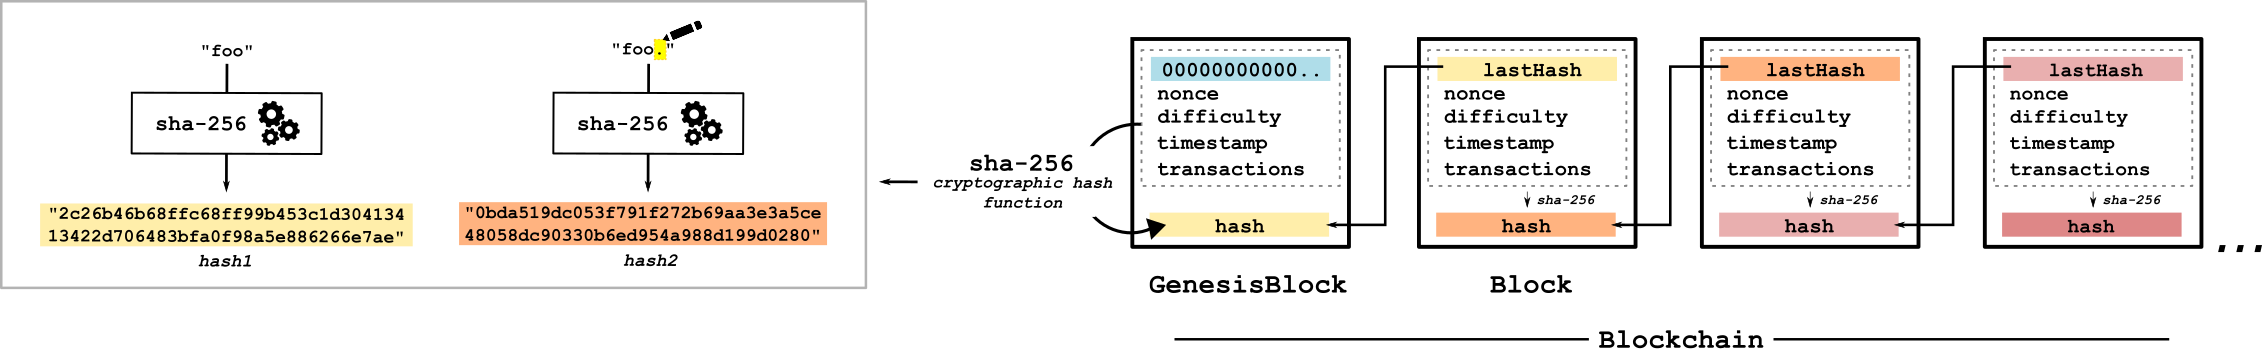 "foo"
sha-256
"2c26b46b68ffc68ff99b453c1d304134
13422d706483bfa0f98a5e886266e7ae"
hash1
"foo."
sha-256
"0bda519dc053f791f272b69aa3e3a5ce
48058dc90330b6ed954a988d199d0280"
hash2
sha-256
cryptographic hash
function
00000000000..
nonce
difficulty
timestamp
transactions
hash
GenesisBlock
lastHash
nonce
difficulty
timestamp
transactions
sha-256
hash
Block
lastHash
nonce
difficulty
timestamp
transactions
sha-256
hash
lastHash
nonce
difficulty
timestamp
transactions
sha-256
hash
...
Blockchain